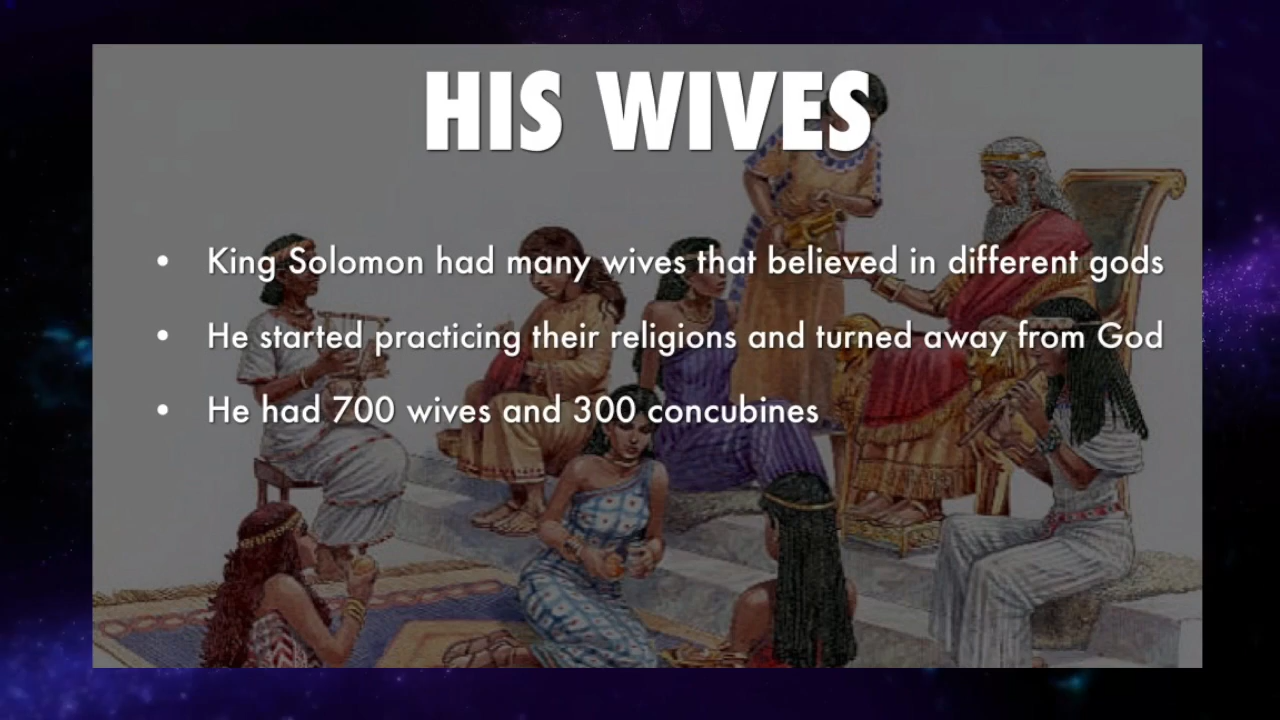 HIS WIVES
• King Solomon had many wives that believed in different gods
• He started practicing their religions and turned away from God
• He had 700 wives and 300 concubines